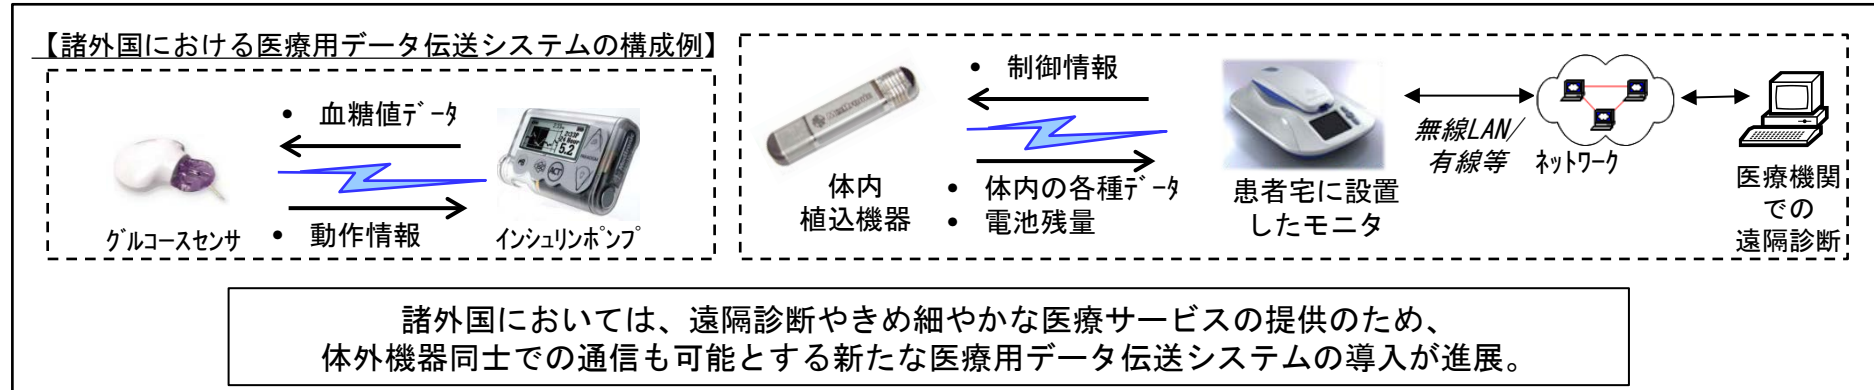 【諸外国における医療用データ伝送システムの構成例】
• 血糖値ﾃﾞｰﾀ
ｸﾞﾙｺｰｽｾﾝｻ
• 動作情報
ｲﾝｼｭﾘﾝﾎﾟﾝﾌﾟ
5.2
ACT
• 制御情報
体内
植込機器
• 体内の各種ﾃﾞｰﾀ
• 電池残量
患者宅に設置
したモニタ
無線LAN/
有線等
ﾈｯﾄﾜｰｸ
医療機関
での
遠隔診断
諸外国においては、遠隔診断やきめ細やかな医療サービスの提供のため、
体外機器同士での通信も可能とする新たな医療用データ伝送システムの導入が進展。